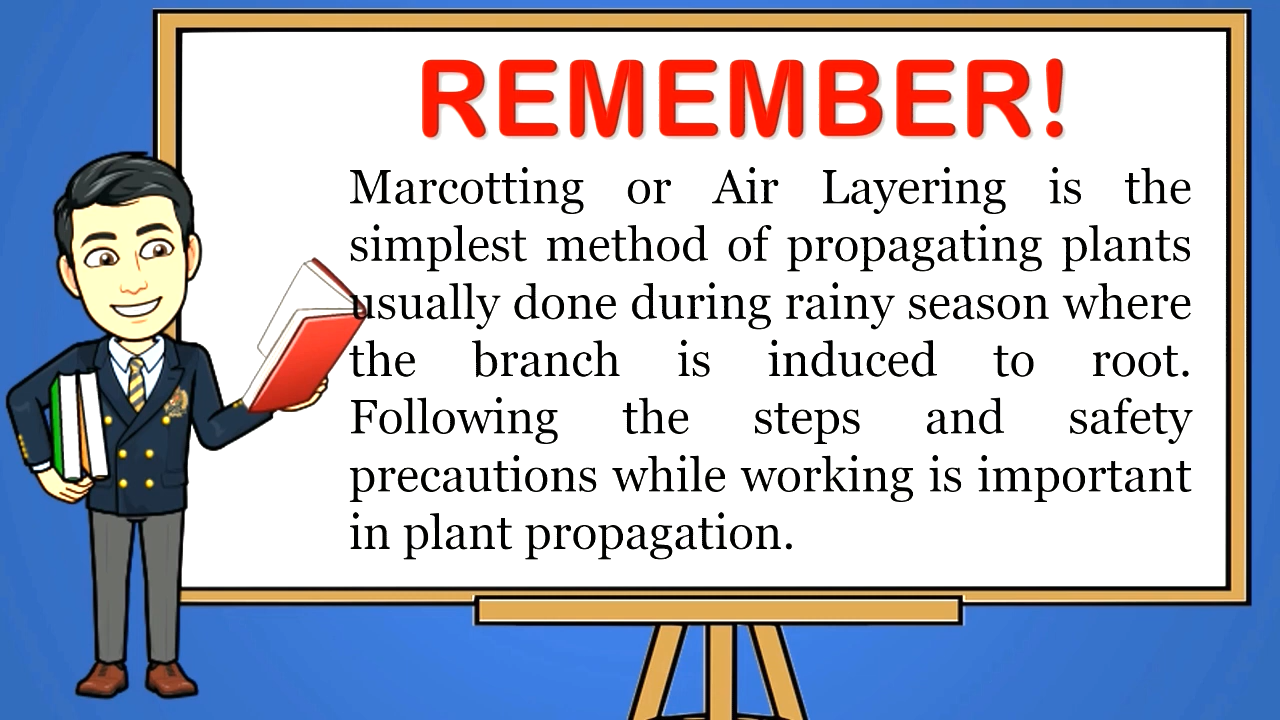 REMEMBER!
Marcotting or Air Layering is the
simplest method of propagating plants
usually done during rainy season where
the branch is induced to root.
Following the steps and safety
precautions while working is important
in plant propagation.